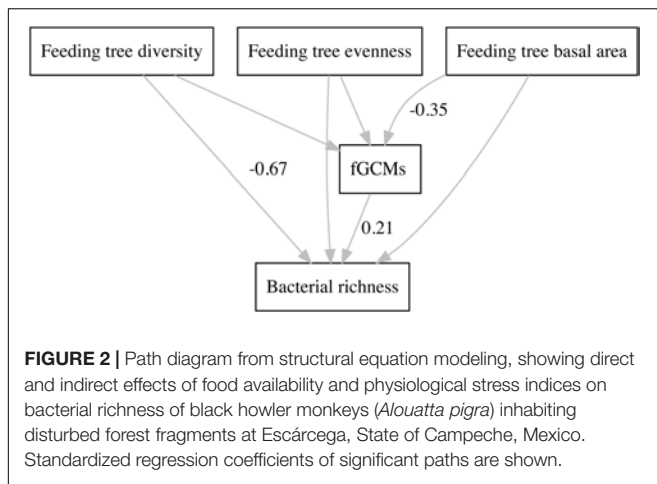 Feeding tree diversity
Feeding tree evenness
Feeding tree basal area
-0.35
-0.67
fGCMs
0.21
Bacterial richness
FIGURE 2 | Path diagram from structural equation modeling, showing direct
and indirect effects of food availability and physiological stress indices on
bacterial richness of black howler monkeys (Alouatta pigra) inhabiting
disturbed forest fragments at Escárcega, State of Campeche, Mexico.
Standardized regression coefficients of significant paths are shown.